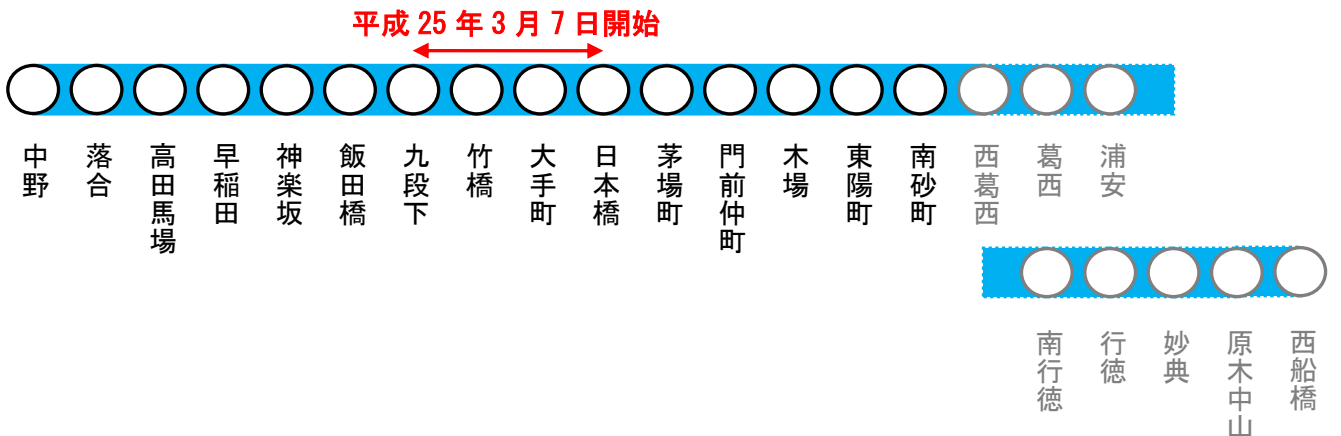 平成 25 年 3 月 7 日開始
中野
落合
高田馬場
早稲田
神楽坂
飯田橋
九段下
竹橋
大手町
日本橋
茅場町
門前仲町
木場
東陽町
南砂町
西葛西
葛西
浦安
南行徳
行徳
妙典
原木中山
西船橋